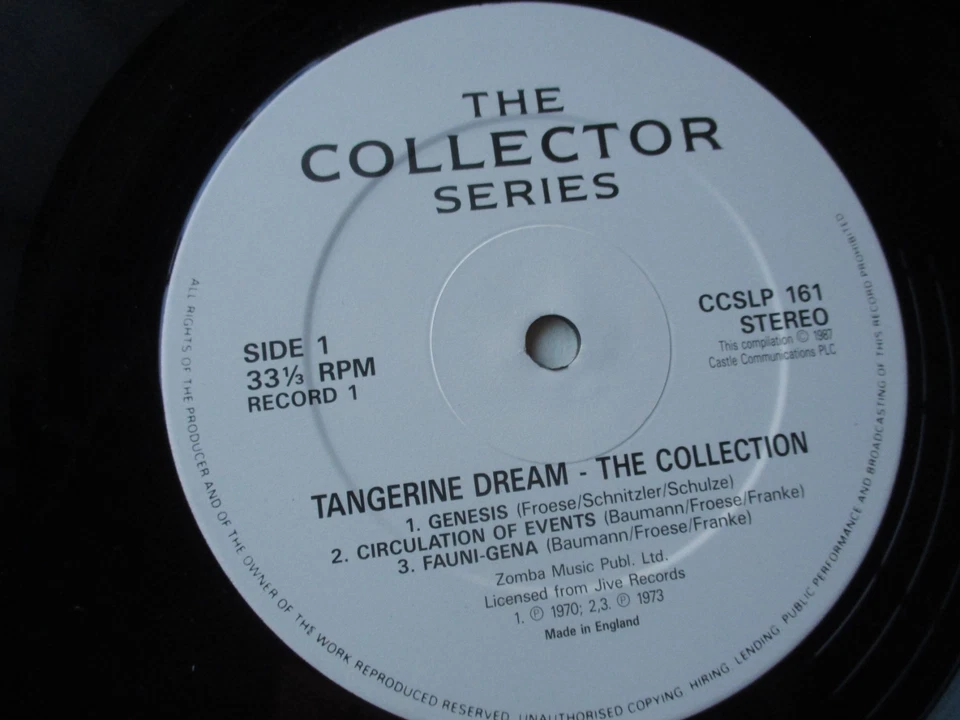 THE
COLLECTOR
SERIES
SIDE 1
33⅓ RPM
RECORD 1
CCSLP 161
STEREO
This compilation © 1987
Castle Communications PLC
TANGERINE DREAM - THE COLLECTION
1. GENESIS (Froese/Schnitzler/Schulze)
2. CIRCULATION OF EVENTS (Baumann/Froese/Franke)
3. FAUNI-GENA (Baumann/Froese/Franke)
Zomba Music Publ. Ltd.
Licensed from Jive Records
1. ℗ 1970; 2,3. ℗ 1973
Made in England
ALL RIGHTS OF THE PRODUCER AND OF THE OWNER OF THE WORK REPRODUCED RESERVED. UNAUTHORISED COPYING, HIRING, LENDING, PUBLIC PERFORMANCE AND BROADCASTING OF THIS RECORD PROHIBITED